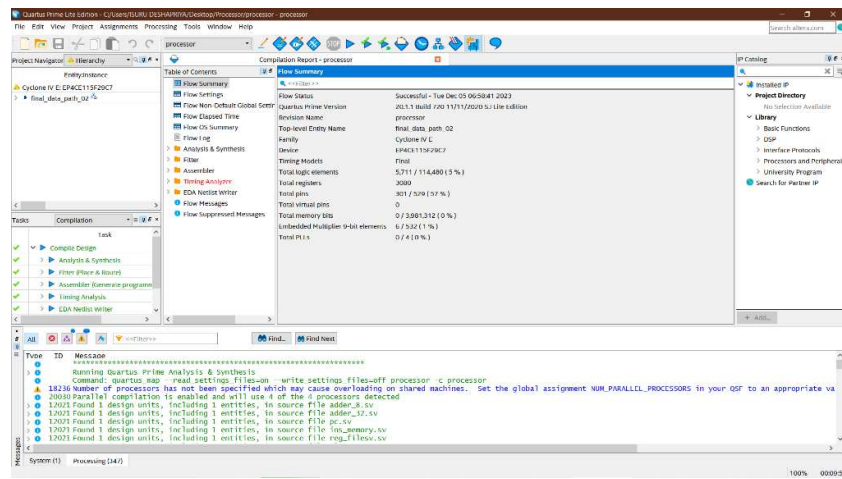 Quartus Prime Lite Edition - C:/Users/ISURU DESHAPRIYA/Desktop/Processor/processor - processor
File Edit View Project Assignments Processing Tools Window Help
Search altera.com
processor
Project Navigator Hierarchy
Entity:Instance
Cyclone IV E: EP4CE115F29C7
final_data_path_02
Compilation Report - processor
Table of Contents
Flow Summary
Flow Settings
Flow Non-Default Global Settin
Flow Elapsed Time
Flow OS Summary
Flow Log
Analysis & Synthesis
Fitter
Assembler
Timing Analyzer
EDA Netlist Writer
Flow Messages
Flow Suppressed Messages
Flow Summary
<<Filter>>
Flow Status Successful - Tue Dec 05 06:50:41 2023
Quartus Prime Version 20.1.1 Build 720 11/11/2020 SJ Lite Edition
Revision Name processor
Top-level Entity Name final_data_path_02
Family Cyclone IV E
Device EP4CE115F29C7
Timing Models Final
Total logic elements 5,711 / 114,480 ( 5 % )
Total registers 3080
Total pins 301 / 529 ( 57 % )
Total virtual pins 0
Total memory bits 0 / 3,981,312 ( 0 % )
Embedded Multiplier 9-bit elements 6 / 532 ( 1 % )
Total PLLs 0 / 4 ( 0 % )
IP Catalog
Installed IP
Project Directory
No Selection Available
Library
Basic Functions
DSP
Interface Protocols
Processors and Peripheral
University Program
Search for Partner IP
+ Add...
Tasks Compilation
Task
Compile Design
Analysis & Synthesis
Fitter (Place & Route)
Assembler (Generate programm
Timing Analysis
EDA Netlist Writer
All <<Filter>> Find... Find Next
Type ID Message
Running Quartus Prime Analysis & Synthesis
Command: quartus_map --read_settings_files=on --write_settings_files=off processor -c processor
18236 Number of processors has not been specified which may cause overloading on shared machines. Set the global assignment NUM_PARALLEL_PROCESSORS in your QSF to an appropriate va
20030 Parallel compilation is enabled and will use 4 of the 4 processors detected
12021 Found 1 design units, including 1 entities, in source file adder_8.sv
12021 Found 1 design units, including 1 entities, in source file adder_32.sv
12021 Found 1 design units, including 1 entities, in source file pc.sv
12021 Found 1 design units, including 1 entities, in source file ins_memory.sv
12021 Found 1 design units, including 1 entities, in source file reg_filesv.sv
Messages
System (1) Processing (347)
100% 00:09:5